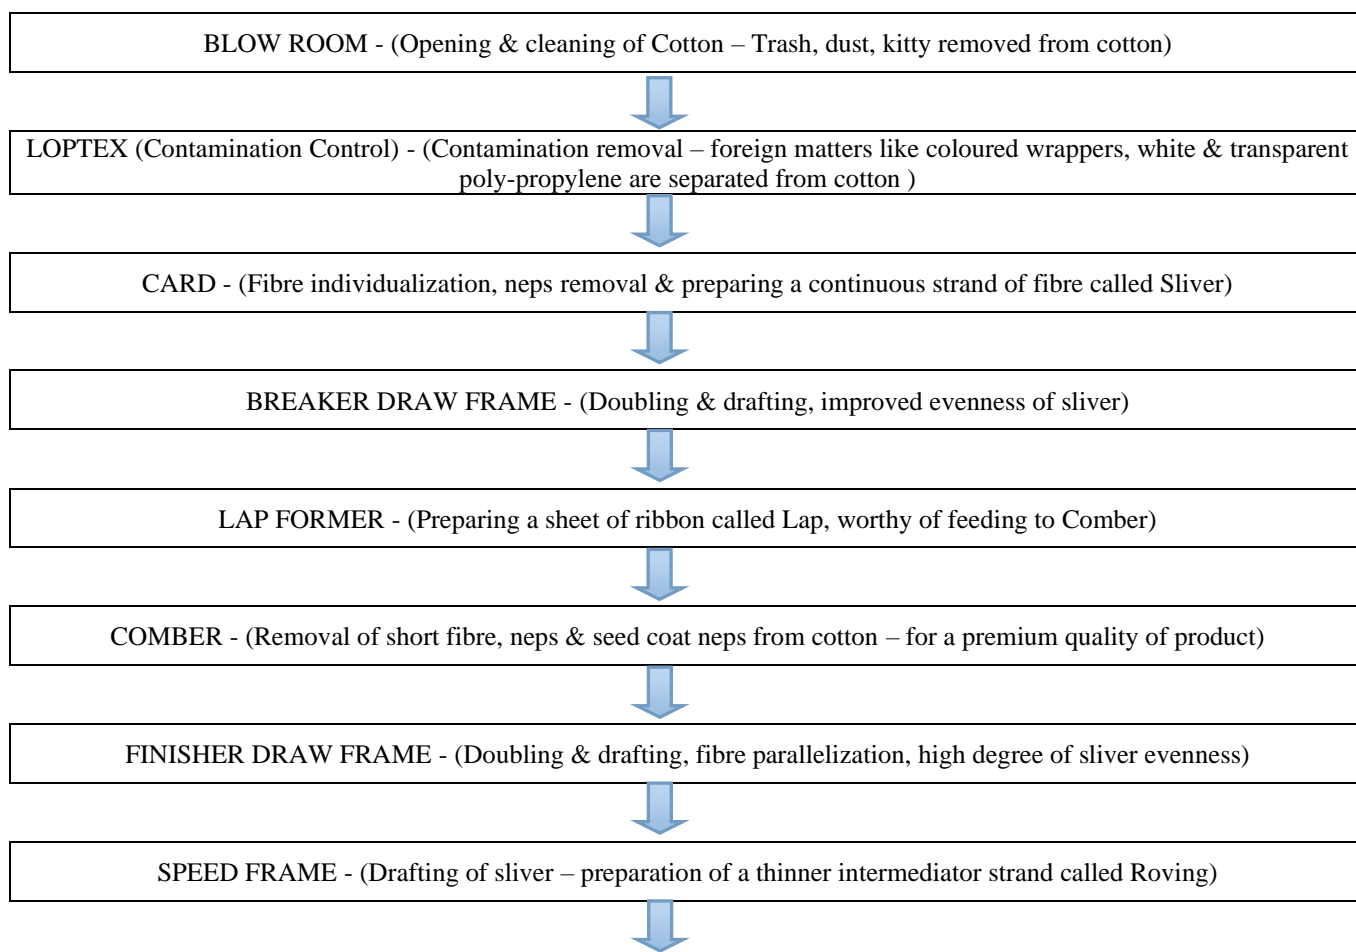 BLOW ROOM - (Opening & cleaning of Cotton – Trash, dust, kitty removed from cotton)
LOPTEX (Contamination Control) - (Contamination removal – foreign matters like coloured wrappers, white & transparent
poly-propylene are separated from cotton )
CARD - (Fibre individualization, neps removal & preparing a continuous strand of fibre called Sliver)
BREAKER DRAW FRAME - (Doubling & drafting, improved evenness of sliver)
LAP FORMER - (Preparing a sheet of ribbon called Lap, worthy of feeding to Comber)
COMBER - (Removal of short fibre, neps & seed coat neps from cotton – for a premium quality of product)
FINISHER DRAW FRAME - (Doubling & drafting, fibre parallelization, high degree of sliver evenness)
SPEED FRAME - (Drafting of sliver – preparation of a thinner intermediator strand called Roving)